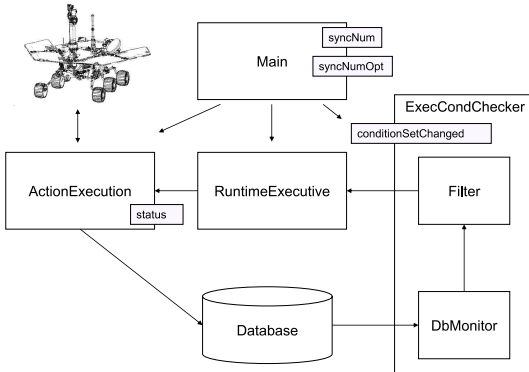 syncNum
Main
syncNumOpt
ExecCondChecker
conditionSetChanged
ActionExecution
RuntimeExecutive
Filter
status
Database
DbMonitor